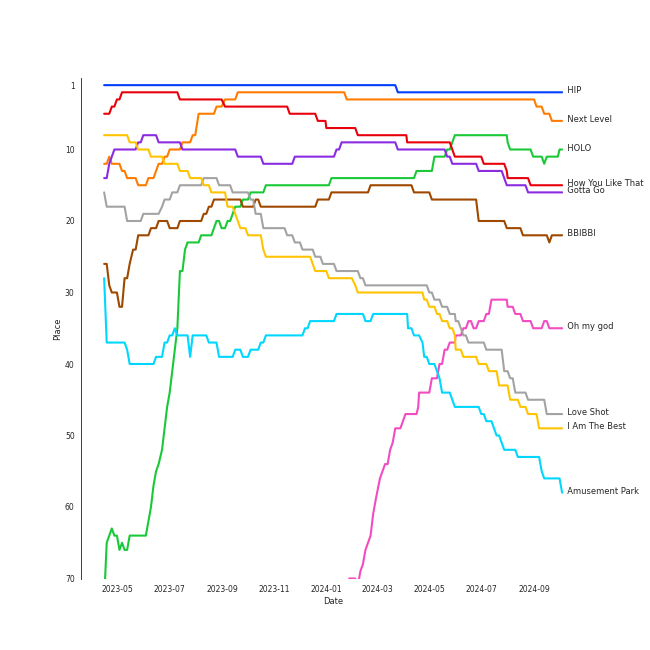 1
10
20
30
40
50
60
70
Place
2023-05
2023-07
2023-09
2023-11
2024-01
2024-03
2024-05
2024-07
2024-09
Date
HIP
Next Level
HOLO
How You Like That
Gotta Go
BBIBBI
Oh my god
Love Shot
I Am The Best
Amusement Park